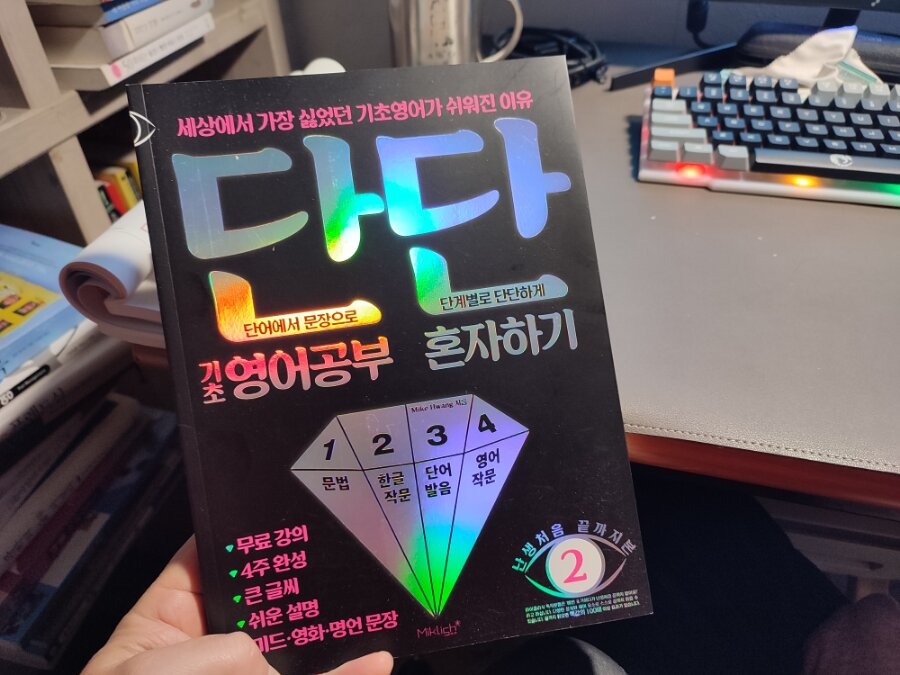 세상에서 가장 싫었던 기초영어가 쉬워진 이유
단단
단어에서 문장으로
단계별로 단단하게
기초영어공부 혼자하기
Mike Hwang 지음
1 2 3 4
문법
한글
작문
단어
발음
영어
작문
무료 강의
4주 완성
큰 글씨
쉬운 설명
미드·영화·명언 문장
난생처음 끝까지본
2
Miklish*